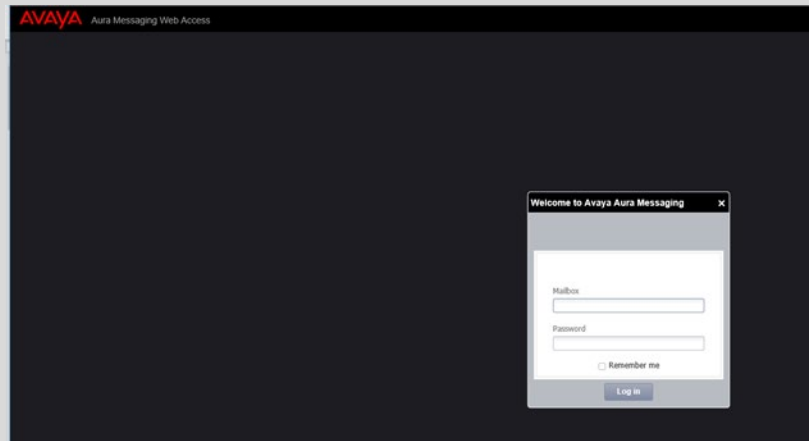 AVAYA Aura Messaging Web Access
Welcome to Avaya Aura Messaging
Mailbox
Password
Remember me
Log in